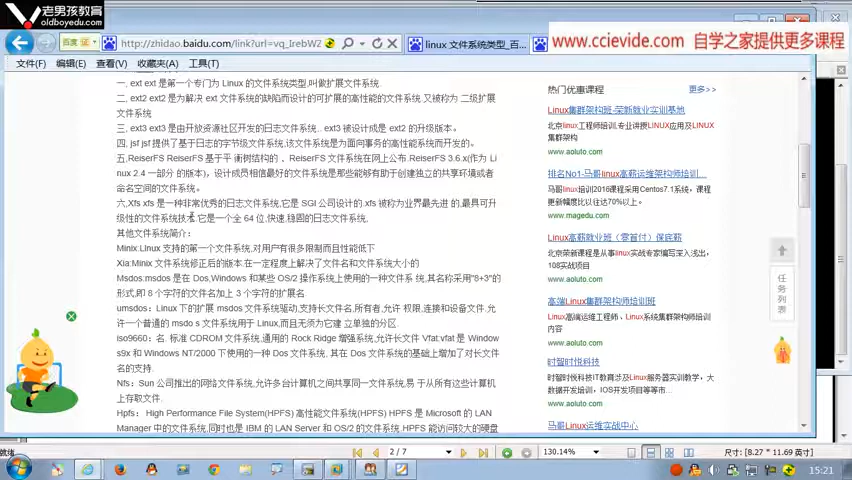 老男孩教育
oldboyedu.com
百度
http://zhidao.baidu.com/link?url=vq_IrebW2
linux 文件系统类型_百...
www.ccievide.com 自学之家提供更多课程
文件(F) 编辑(E) 查看(V) 收藏夹(A) 工具(T)
一, ext ext是第一个专门为 Linux 的文件系统类型,叫做扩展文件系统.
二, ext2 ext2是为解决 ext 文件系统的缺陷而设计的可扩展的高性能的文件系统. 又被称为 二级扩展
文件系统
三, ext3 ext3是由开放资源社区开发的日志文件系统,. ext3 被设计成是 ext2 的升级版本。
四, jsf jsf提供了基于日志的字节级文件系统,该文件系统是为面向事务的高性能系统而开发的。
五,ReiserFS ReiserFS 基于平 衡树结构的 。ReiserFS 文件系统在网上公布.ReiserFS 3.6.x(作为 Li
nux 2.4 一部分 的版本)，设计成员相信最好的文件系统是那些能够有助于创建独立的共享环境或者
命名空间的文件系统。
六,Xfs xfs 是一种非常优秀的日志文件系统,它是 SGI 公司设计的. xfs 被称为业界最先进 的,最具可升
级性的文件系统技术.它是一个全 64 位,快速,稳固的日志文件系统,
其他文件系统简介：
Minix:Linux 支持的第一个文件系统,对用户有很多限制而且性能低下
Xia:Minix 文件系统修正后的版本.在一定程度上解决了文件名和文件系统大小的
Msdos:msdos 是在 Dos,Windows 和某些 OS/2 操作系统上使用的一种文件系 统,其名称采用"8+3"的
形式,即 8 个字符的文件名加上 3 个字符的扩展名
umsdos：Linux 下的扩展 msdos 文件系统驱动,支持长文件名,所有者,允许 权限,连接和设备文件.允
许一个普通的 msdo s 文件系统用于 Linux,而且无须为它建 立单独的分区.
iso9660：名. 标准 CDROM 文件系统,通用的 Rock Ridge 增强系统,允许长文件 Vfat:vfat 是 Window
s9x 和 Windows NT/2000 下使用的一种 Dos 文件系统. 其在 Dos 文件系统的基础上增加了对长文件
名的支持.
Nfs：Sun 公司推出的网络文件系统,允许多台计算机之间共享同一文件系统,易 于从所有这些计算机
上存取文件.
Hpfs： High Performance File System(HPFS) 高性能文件系统(HPFS) HPFS 是 Microsoft 的 LAN
Manager 中的文件系统,同时也是 IBM 的 LAN Server 和 OS/2 的文件系统.HPFS 能访问较大的硬盘
热门优惠课程 更多>>
Linux集群架构班-荣新就业实训基地
北京linux工程师培训,专业讲授LINUX应用及LINUX
集群架构
www.aoluto.com
排名No1-马哥linux高薪运维架构师培训...
马哥linux培训2016课程采用Centos7.1系统，课程
更新幅度比以往达70%以上。
www.magedu.com
Linux高薪就业班（零首付）保底薪
北京荣新课程是从事linux实战专家编写深入浅出，
108实战项目
www.aoluto.com
高端Linux集群架构师培训班
Linux高端运维工程师、Linux系统集群架构师培训
内容
www.aoluto.com
时智时悦科技
时智时悦科技IT教育涉及Linux服务器实训教学，大
数据开发培训，IOS开发项目等等市...
www.aoluto.com
马哥Linux运维实战中心
任
务
列
表
就绪
2 / 7
130.14%
尺寸: [8.27 * 11.69 英寸]
15:21